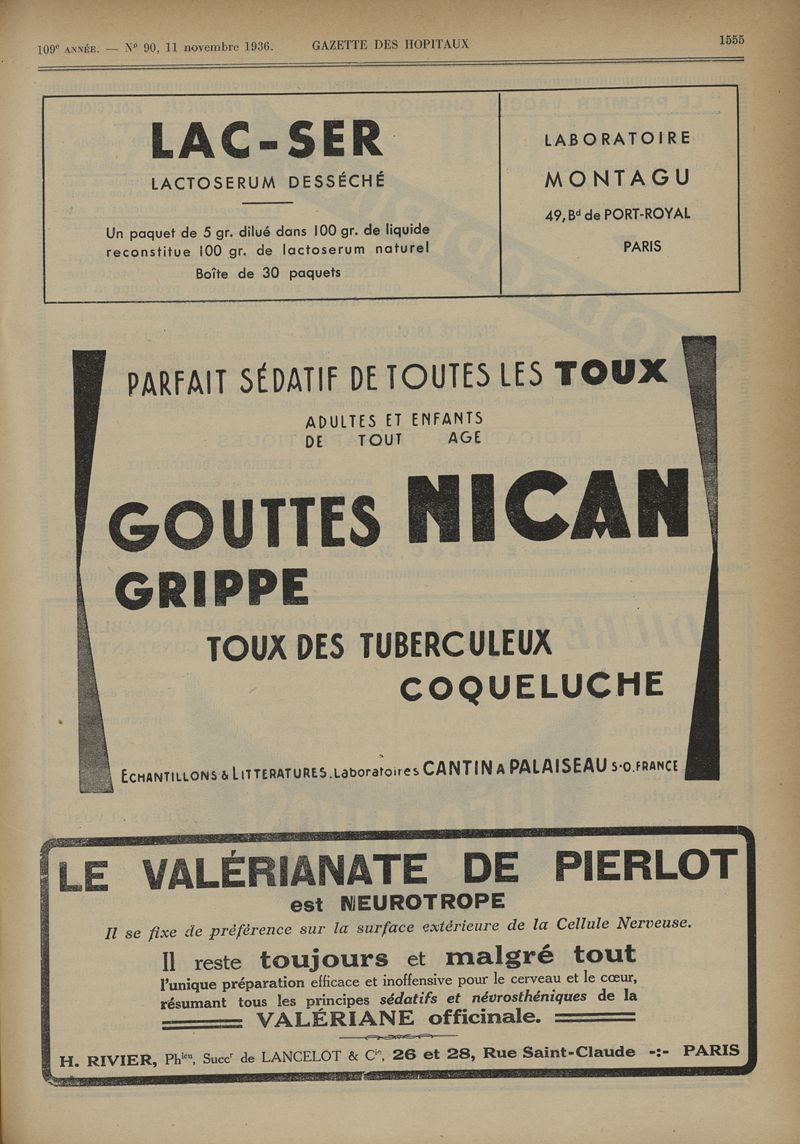 109e ANNÉE. — No 90, 11 novembre 1936. GAZETTE DES HOPITAUX 1555
LAC-SER
LACTOSERUM DESSÉCHÉ
Un paquet de 5 gr. dilué dans 100 gr. de liquide
reconstitue 100 gr. de lactoserum naturel
Boîte de 30 paquets
LABORATOIRE
MONTAGU
49, Bd de PORT-ROYAL
PARIS
PARFAIT SÉDATIF DE TOUTES LES TOUX
ADULTES ET ENFANTS
DE TOUT AGE
GOUTTES NICAN
GRIPPE
TOUX DES TUBERCULEUX
COQUELUCHE
ÉCHANTILLONS & LITTERATURES. Laboratoires CANTIN A PALAISEAU S.-O. FRANCE
LE VALÉRIANATE DE PIERLOT
est NEUROTROPE
Il se fixe de préférence sur la surface extérieure de la Cellule Nerveuse.
Il reste toujours et malgré tout
l'unique préparation efficace et inoffensive pour le cerveau et le cœur,
résumant tous les principes sédatifs et névrosthéniques de la
VALÉRIANE officinale.
H. RIVIER, Phien, Succr de LANCELOT & Cie, 26 et 28, Rue Saint-Claude -:- PARIS